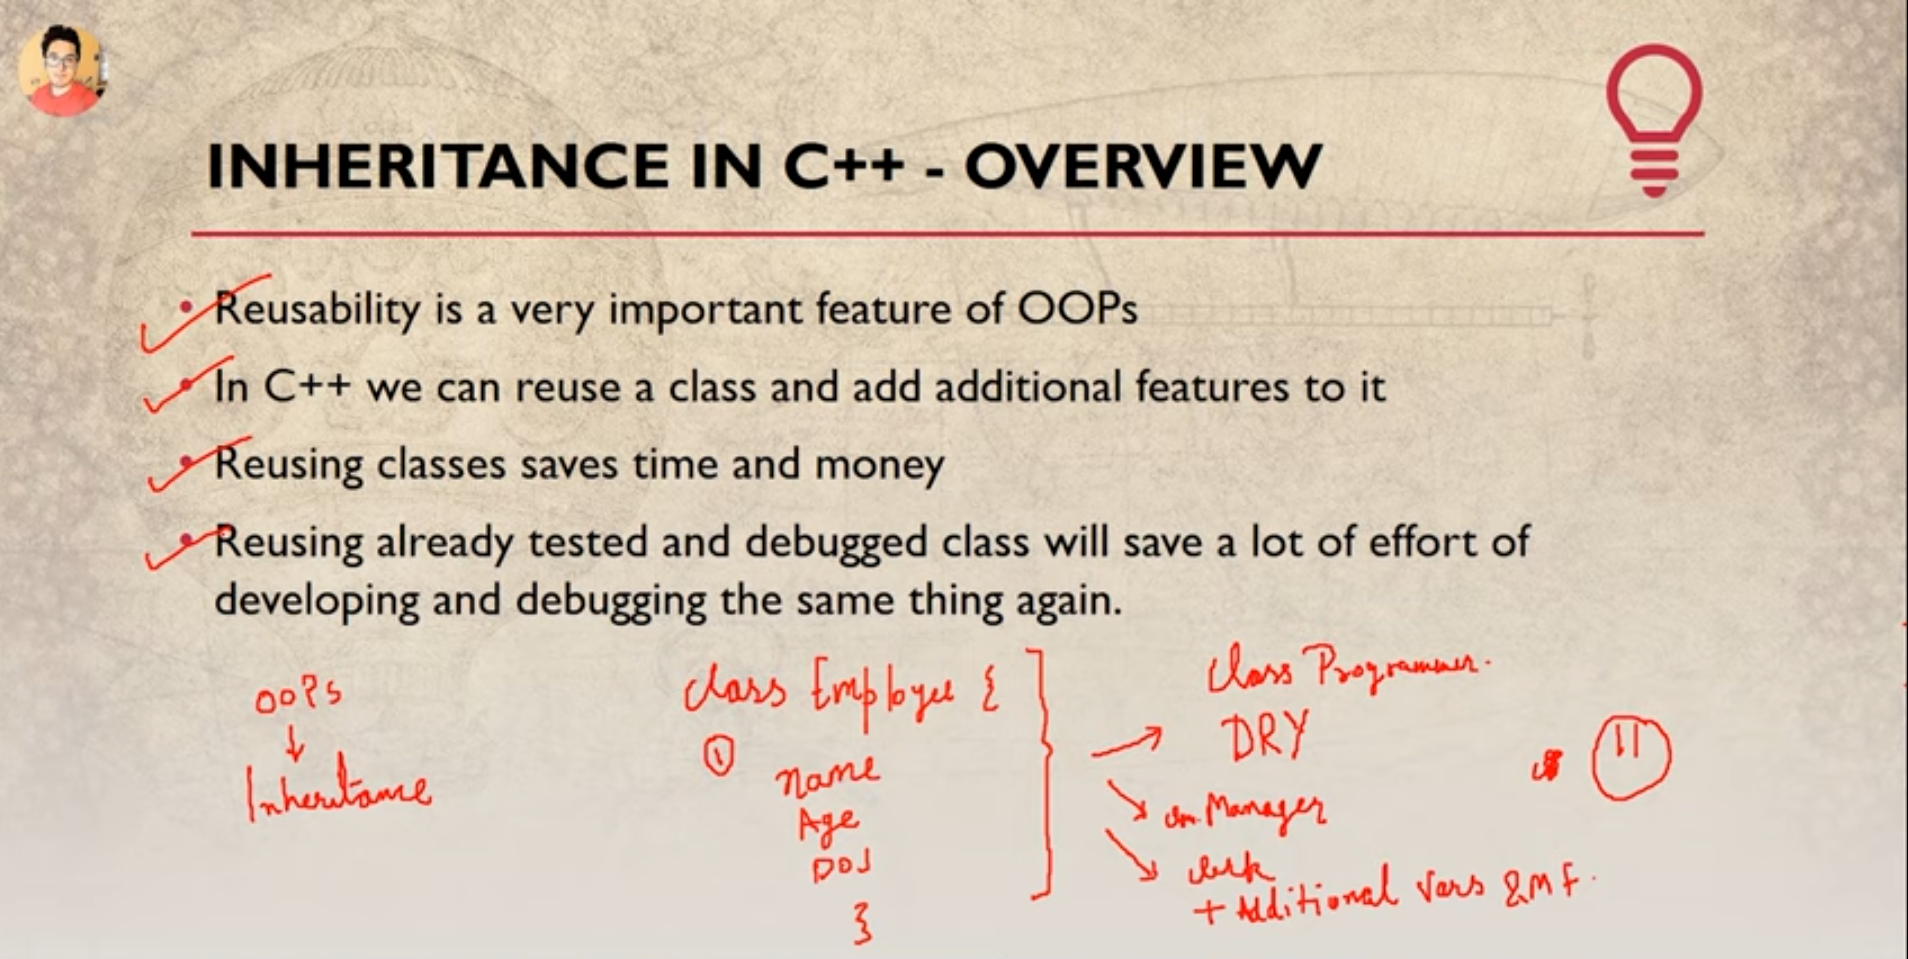 INHERITANCE IN C++ - OVERVIEW
• Reusability is a very important feature of OOPs
• In C++ we can reuse a class and add additional features to it
• Reusing classes saves time and money
• Reusing already tested and debugged class will save a lot of effort of
developing and debugging the same thing again.
OOPs
↓
Inheritance
class Employee {
①
Name
Age
DOJ
}
Class Programmer.
DRY
Manager
clerk
+ Additional Vars & MF.
11